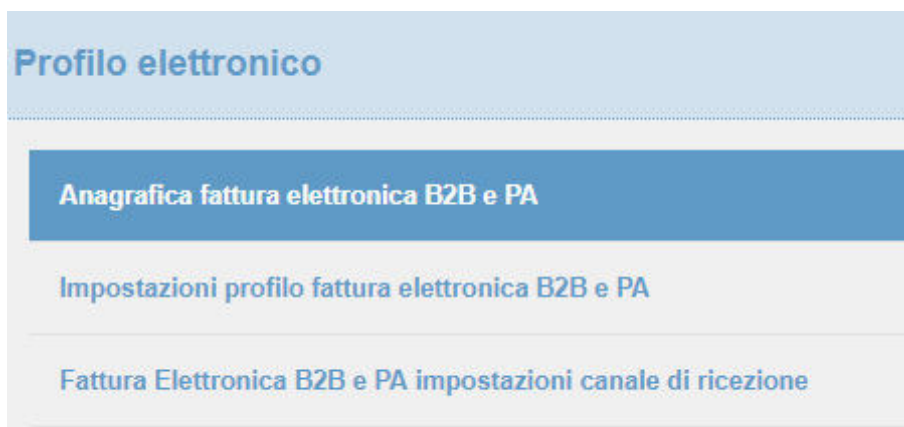 Profilo elettronico
Anagrafica fattura elettronica B2B e PA
Impostazioni profilo fattura elettronica B2B e PA
Fattura Elettronica B2B e PA impostazioni canale di ricezione